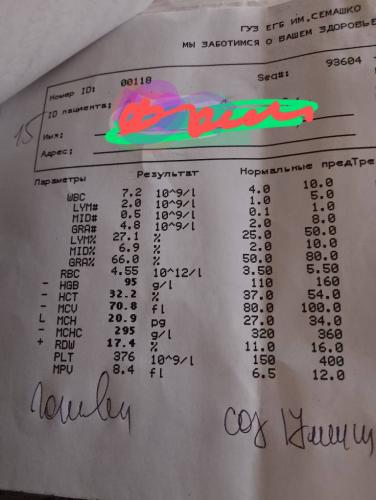 ГУЗ ЕГБ ИМ.СЕМАШКО
МЫ ЗАБОТИМСЯ О ВАШЕМ ЗДОРОВЬЕ
Номер ID: 00118 Seq#: 93604
ID пациента:
Имя:
Адрес:
15
Параметры Результат Нормальные предТре
WBC 7.2 10^9/l 4.0 10.0
LYM# 2.0 10^9/l 1.0 5.0
MID# 0.5 10^9/l 0.1 1.0
GRA# 4.8 10^9/l 2.0 8.0
LYM% 27.1 % 25.0 50.0
MID% 6.9 % 2.0 10.0
GRA% 66.0 % 50.0 80.0
RBC 4.55 10^12/l 3.50 5.50
- HGB 95 g/l 110 160
- HCT 32.2 % 37.0 54.0
- MCV 70.8 fl 80.0 100.0
L MCH 20.9 pg 27.0 34.0
- MCHC 295 g/l 320 360
+ RDW 17.4 % 11.0 16.0
PLT 376 10^9/l 150 400
MPV 8.4 fl 6.5 12.0